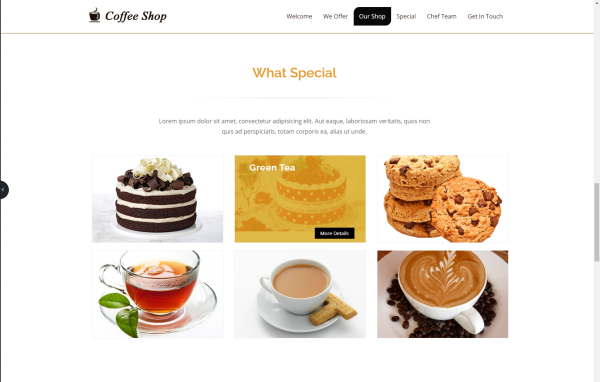 Coffee Shop
Welcome We Offer Our Shop Special Chef Team Get In Touch
What Special
Lorem ipsum dolor sit amet, consectetur adipisicing elit. Aut eaque, laboriosam veritatis, quos non
quis ad perspiciatis, totam corporis ea, alias ut unde.
Green Tea
More Details